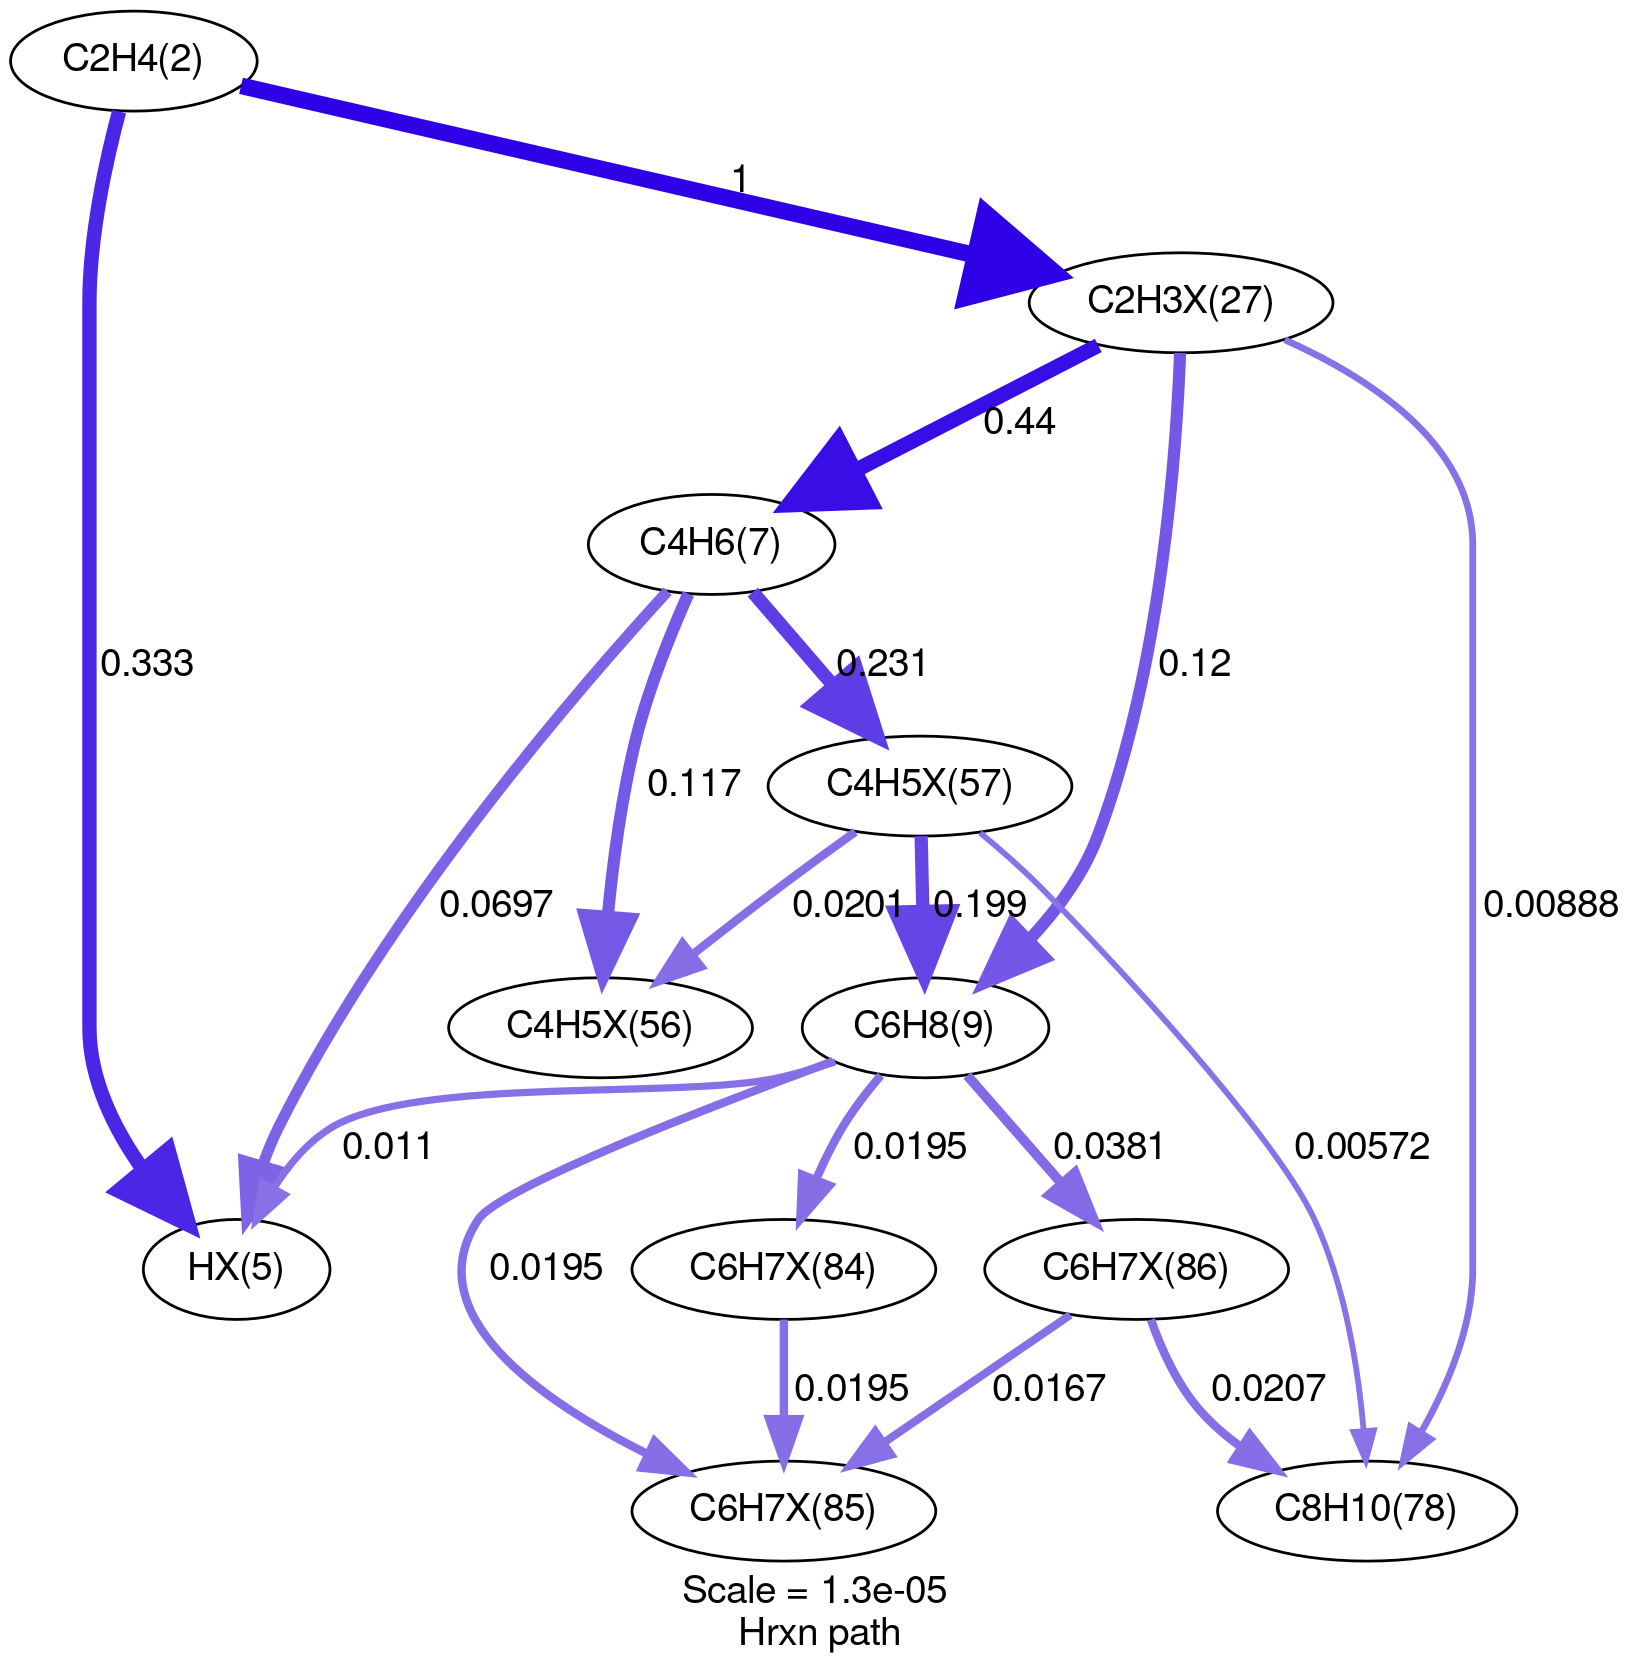 C2H4(2)
1
C2H3X(27)
0.44
C4H6(7)
0.333
0.231
0.12
C4H5X(57)
0.117
0.0697
0.0201
0.199
0.00888
C4H5X(56)
C6H8(9)
0.011
0.0195
0.0381
0.00572
HX(5)
0.0195
C6H7X(84)
C6H7X(86)
0.0195
0.0167
0.0207
C6H7X(85)
C8H10(78)
Scale = 1.3e-05
Hrxn path